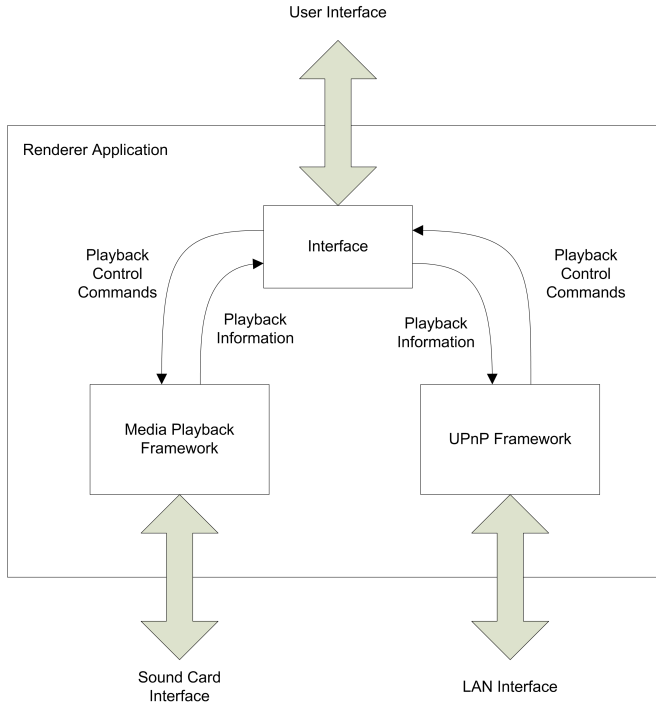 User Interface
Renderer Application
Interface
Playback
Control
Commands
Playback
Control
Commands
Playback
Information
Playback
Information
Media Playback
Framework
UPnP Framework
Sound Card
Interface
LAN Interface